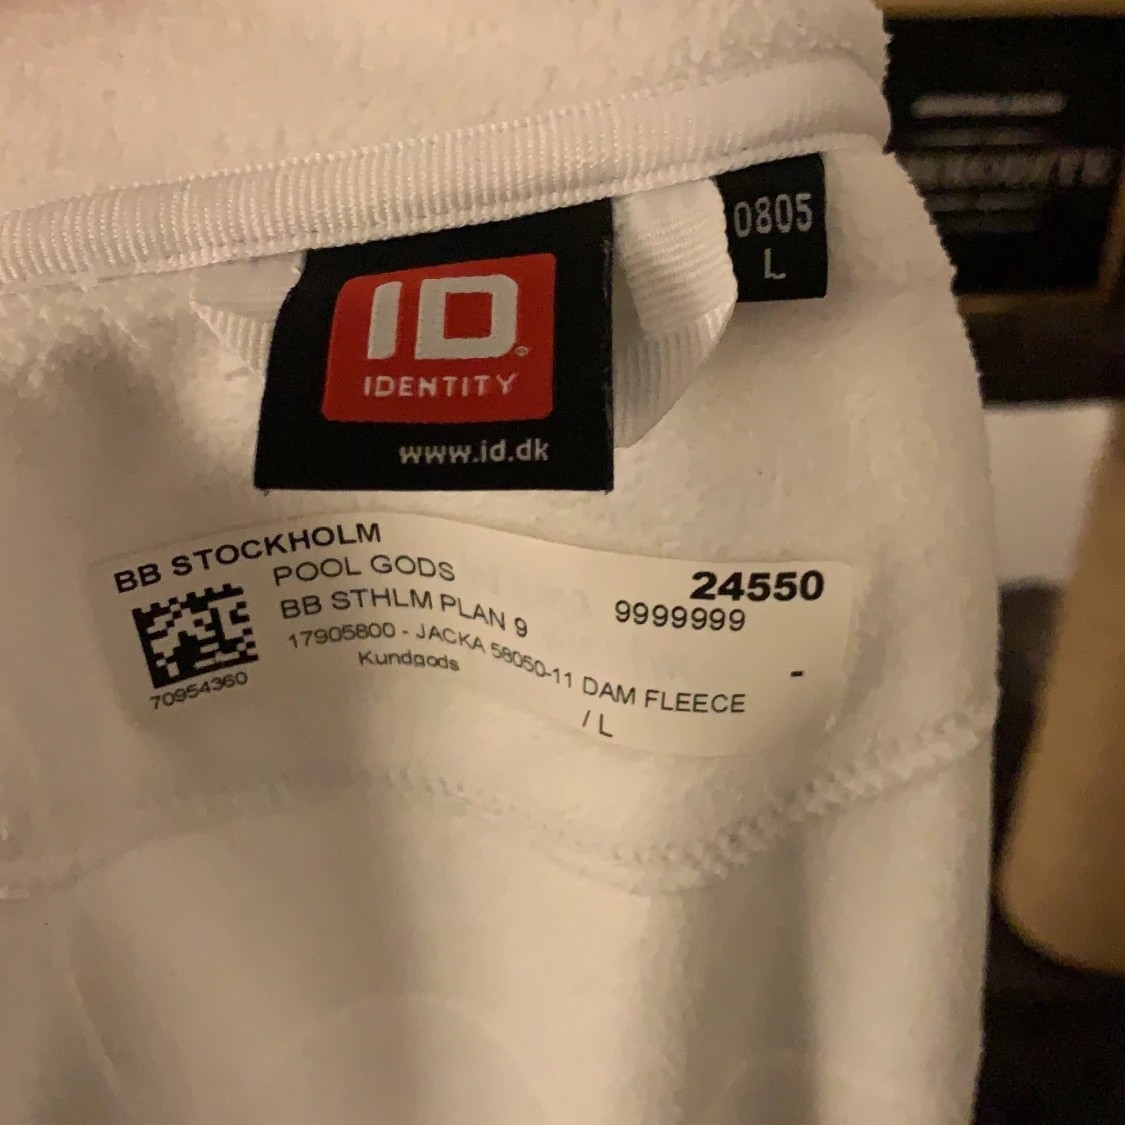 0805
L
ID®
IDENTITY
www.id.dk
BB STOCKHOLM
POOL GODS
24550
BB STHLM PLAN 9
9999999
17905800 - JACKA 58050-11 DAM FLEECE
Kundgods
-
/ L
70954360